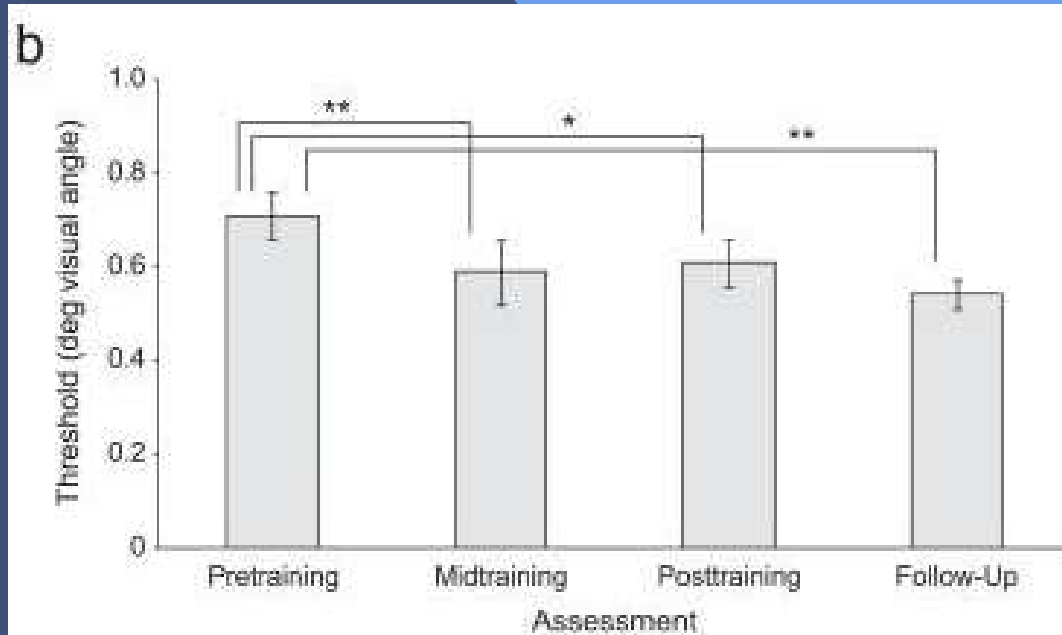 b
1.0
0.8
0.6
0.4
0.2
0
Threshold (deg visual angle)
**
*
**
Pretraining
Midtraining
Posttraining
Follow-Up
Assessment